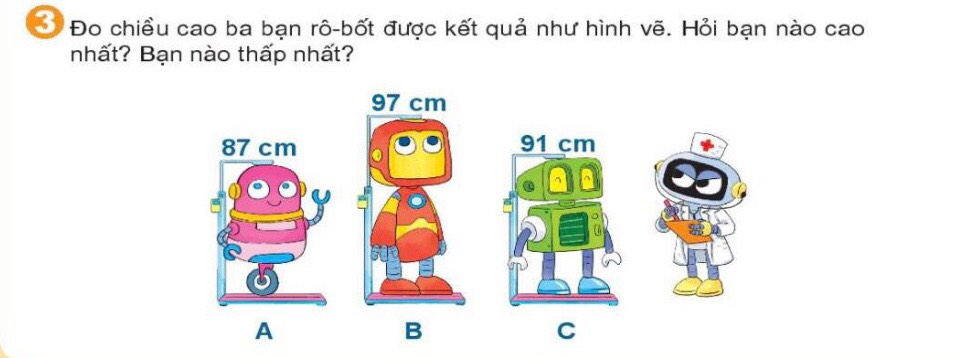 3 Đo chiều cao ba bạn rô-bốt được kết quả như hình vẽ. Hỏi bạn nào cao
nhất? Bạn nào thấp nhất?
97 cm
87 cm
91 cm
A
B
C